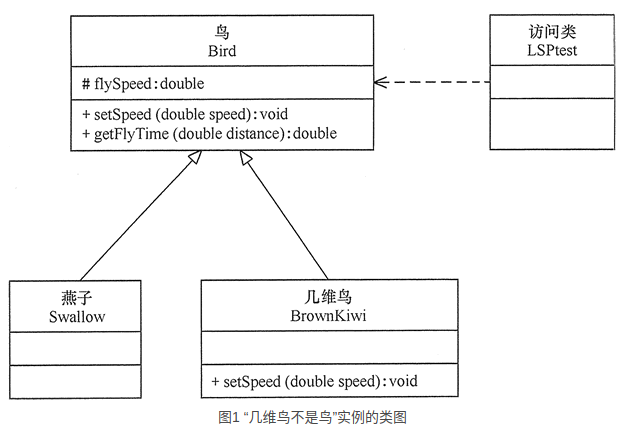 鸟
Bird
# flySpeed:double
+ setSpeed (double speed):void
+ getFlyTime (double distance):double
访问类
LSPtest
燕子
Swallow
几维鸟
BrownKiwi
+ setSpeed (double speed):void
图1 “几维鸟不是鸟”实例的类图